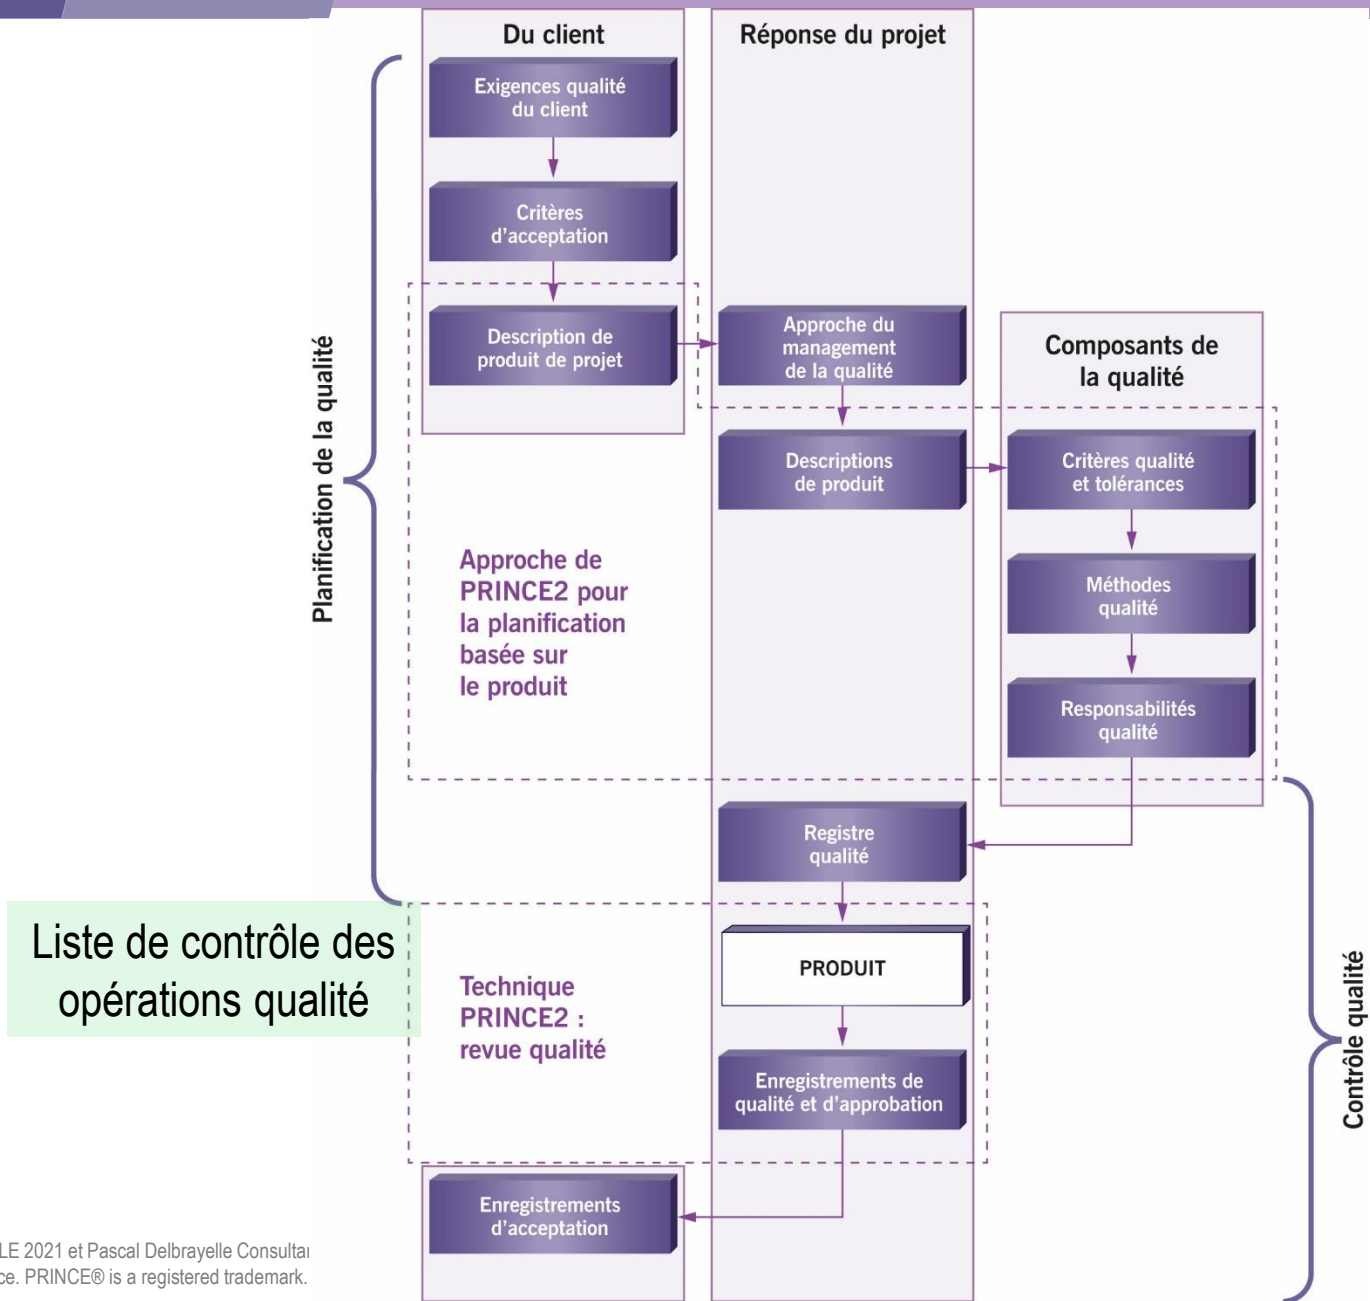 Du client
Réponse du projet
Exigences qualité
du client
Critères
d'acceptation
Description de
produit de projet
Approche du
management
de la qualité
Composants de
la qualité
Planification de la qualité
Descriptions
de produit
Critères qualité
et tolérances
Approche de
PRINCE2 pour
la planification
basée sur
le produit
Méthodes
qualité
Responsabilités
qualité
Registre
qualité
Liste de contrôle des
opérations qualité
PRODUIT
Technique
PRINCE2 :
revue qualité
Contrôle qualité
Enregistrements de
qualité et d'approbation
Enregistrements
d'acceptation
LE 2021 et Pascal Delbrayelle
ce. PRINCE® is a registered trademark.